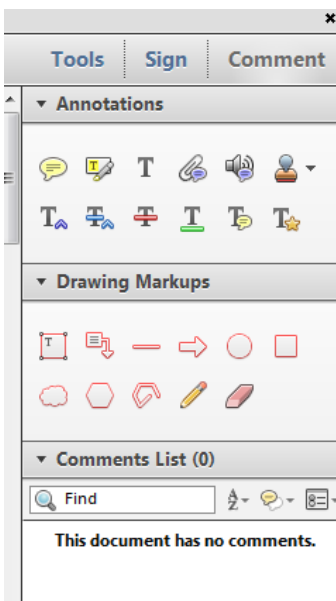 Tools Sign Comment
Annotations
Drawing Markups
Comments List (0)
Find
This document has no comments.